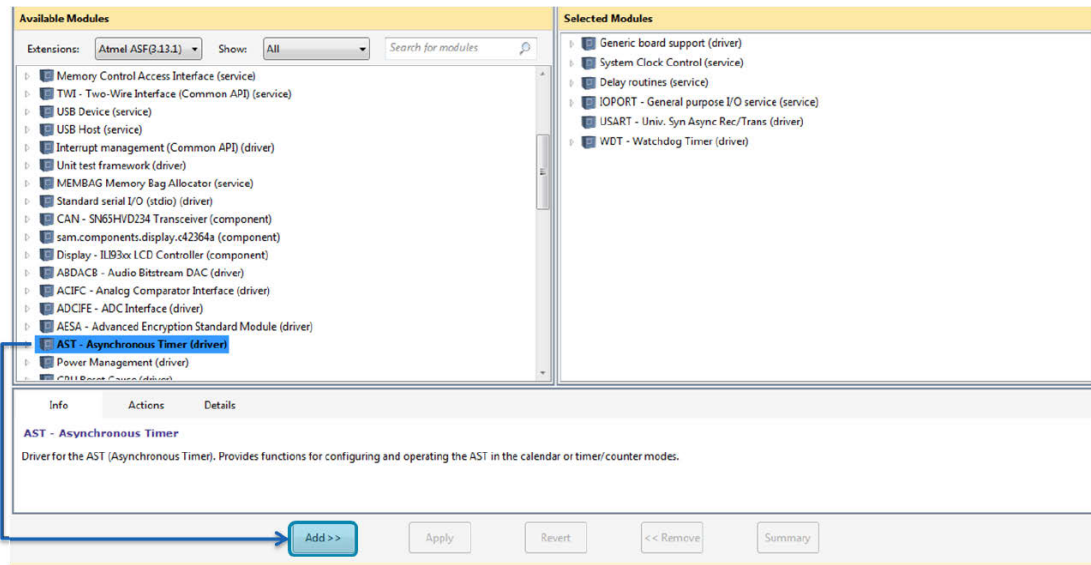 Available Modules
Extensions: Atmel ASF(3.13.1) Show: All Search for modules
Memory Control Access Interface (service)
TWI - Two-Wire Interface (Common API) (service)
USB Device (service)
USB Host (service)
Interrupt management (Common API) (driver)
Unit test framework (driver)
MEMBAG Memory Bag Allocator (service)
Standard serial I/O (stdio) (driver)
CAN - SN65HVD234 Transceiver (component)
sam.components.display.c42364a (component)
Display - ILI93xx LCD Controller (component)
ABDACB - Audio Bitstream DAC (driver)
ACIFC - Analog Comparator Interface (driver)
ADCIFE - ADC Interface (driver)
AESA - Advanced Encryption Standard Module (driver)
AST - Asynchronous Timer (driver)
Power Management (driver)
CPU Reset Cause (driver)
Selected Modules
Generic board support (driver)
System Clock Control (service)
Delay routines (service)
IOPORT - General purpose I/O service (service)
USART - Univ. Syn Async Rec/Trans (driver)
WDT - Watchdog Timer (driver)
Info Actions Details
AST - Asynchronous Timer
Driver for the AST (Asynchronous Timer). Provides functions for configuring and operating the AST in the calendar or timer/counter modes.
Add >> Apply Revert << Remove Summary